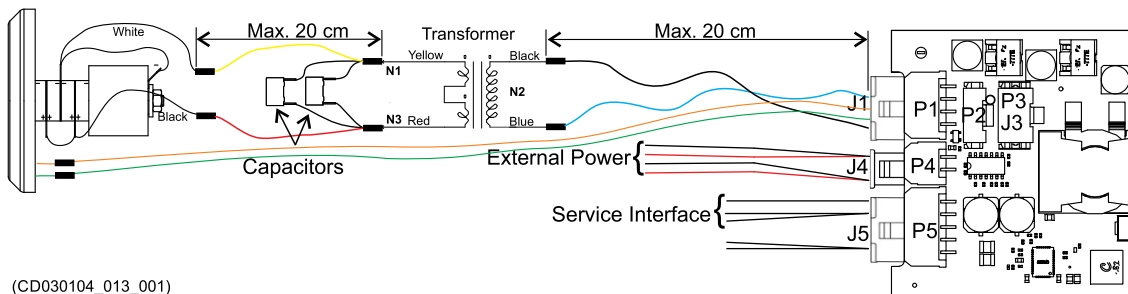 White
Max. 20 cm
Transformer
Max. 20 cm
Yellow
Black
N1
N2
J1
P1
P2
P3
J3
Black
N3
Red
Blue
Capacitors
External Power
J4
P4
Service Interface
J5
P5
(CD030104_013_001)